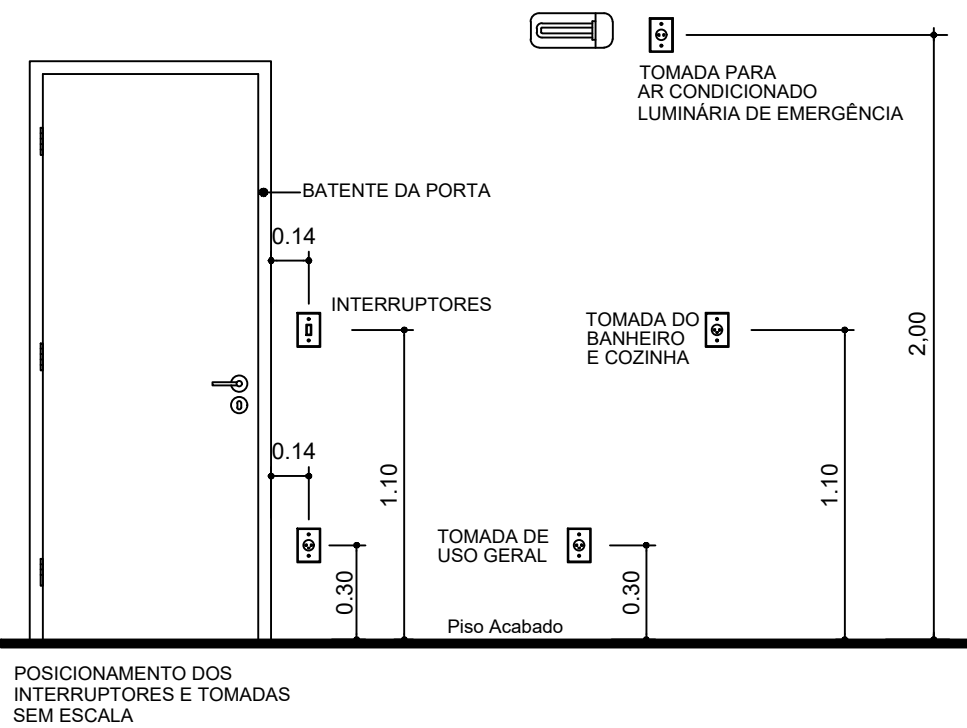 TOMADA PARA
AR CONDICIONADO
LUMINÁRIA DE EMERGÊNCIA
BATENTE DA PORTA
0.14
INTERRUPTORES
TOMADA DO
BANHEIRO
E COZINHA
2,00
0.14
1.10
1.10
TOMADA DE
USO GERAL
0.30
0.30
Piso Acabado
POSICIONAMENTO DOS
INTERRUPTORES E TOMADAS
SEM ESCALA